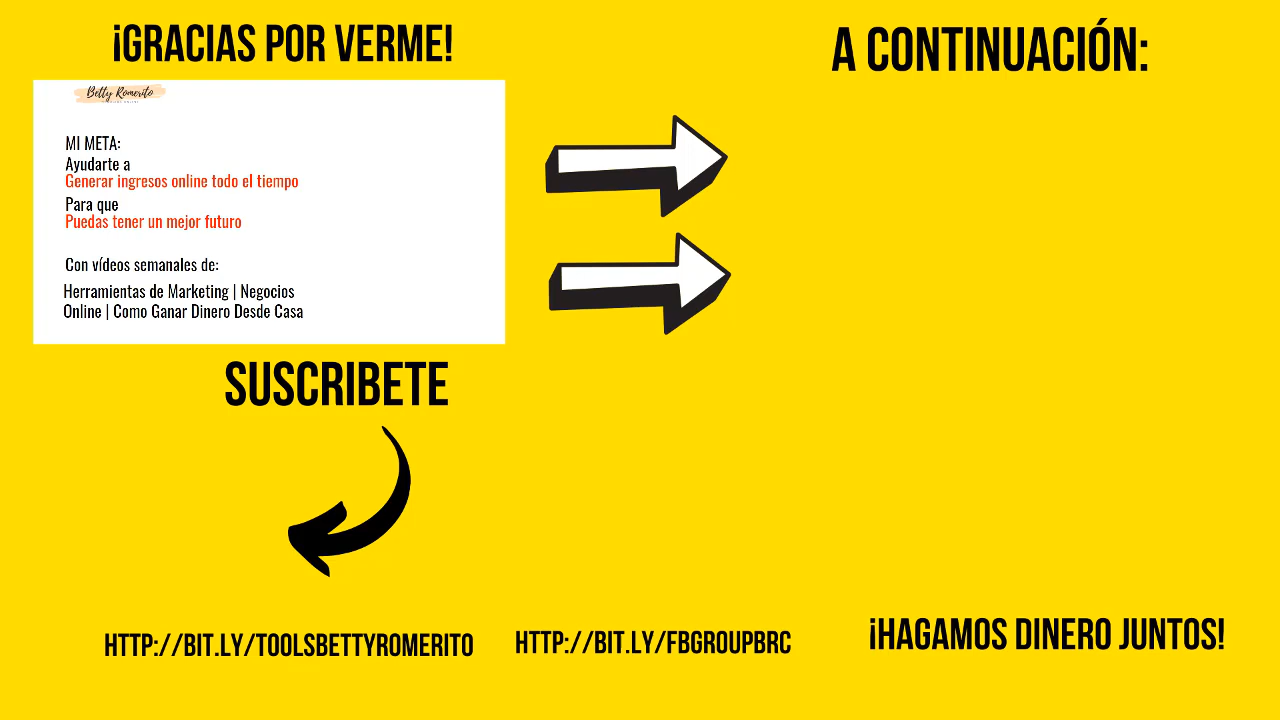 ¡GRACIAS POR VERME!
A CONTINUACIÓN:
Betty Romerito
MI META:
Ayudarte a
Generar ingresos online todo el tiempo
Para que
Puedas tener un mejor futuro
Con vídeos semanales de:
Herramientas de Marketing | Negocios
Online | Como Ganar Dinero Desde Casa
SUSCRIBETE
HTTP://BIT.LY/TOOLSBETTYROMERITO
HTTP://BIT.LY/FBGROUPBRC
¡HAGAMOS DINERO JUNTOS!